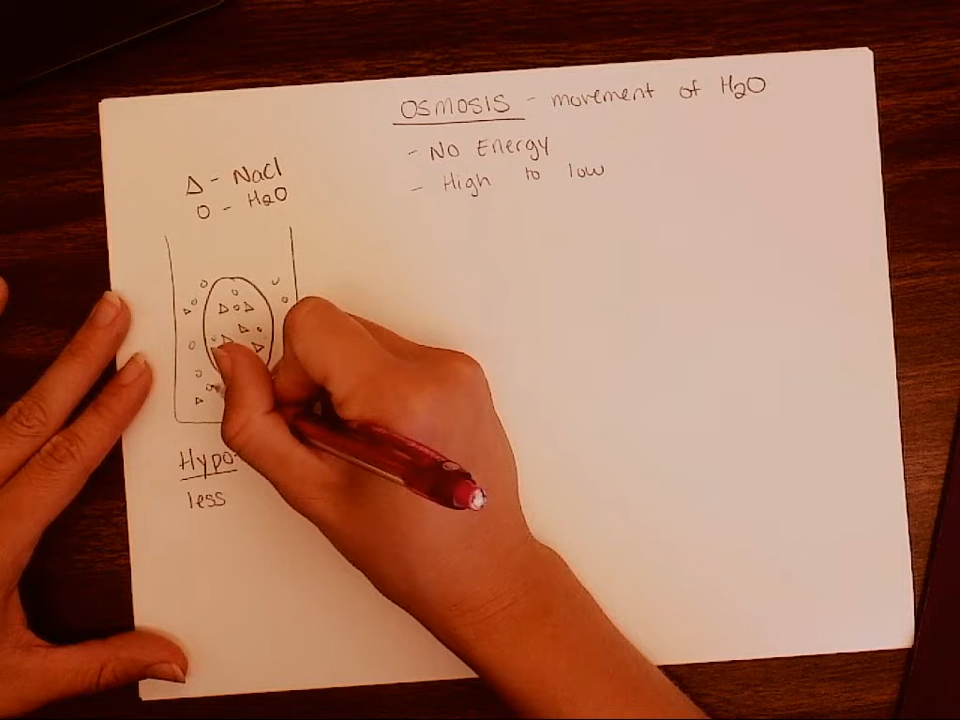 OSMOSIS - movement of H2O
- No Energy
- High to low
Δ - NaCl
O - H2O
Hypo-
less